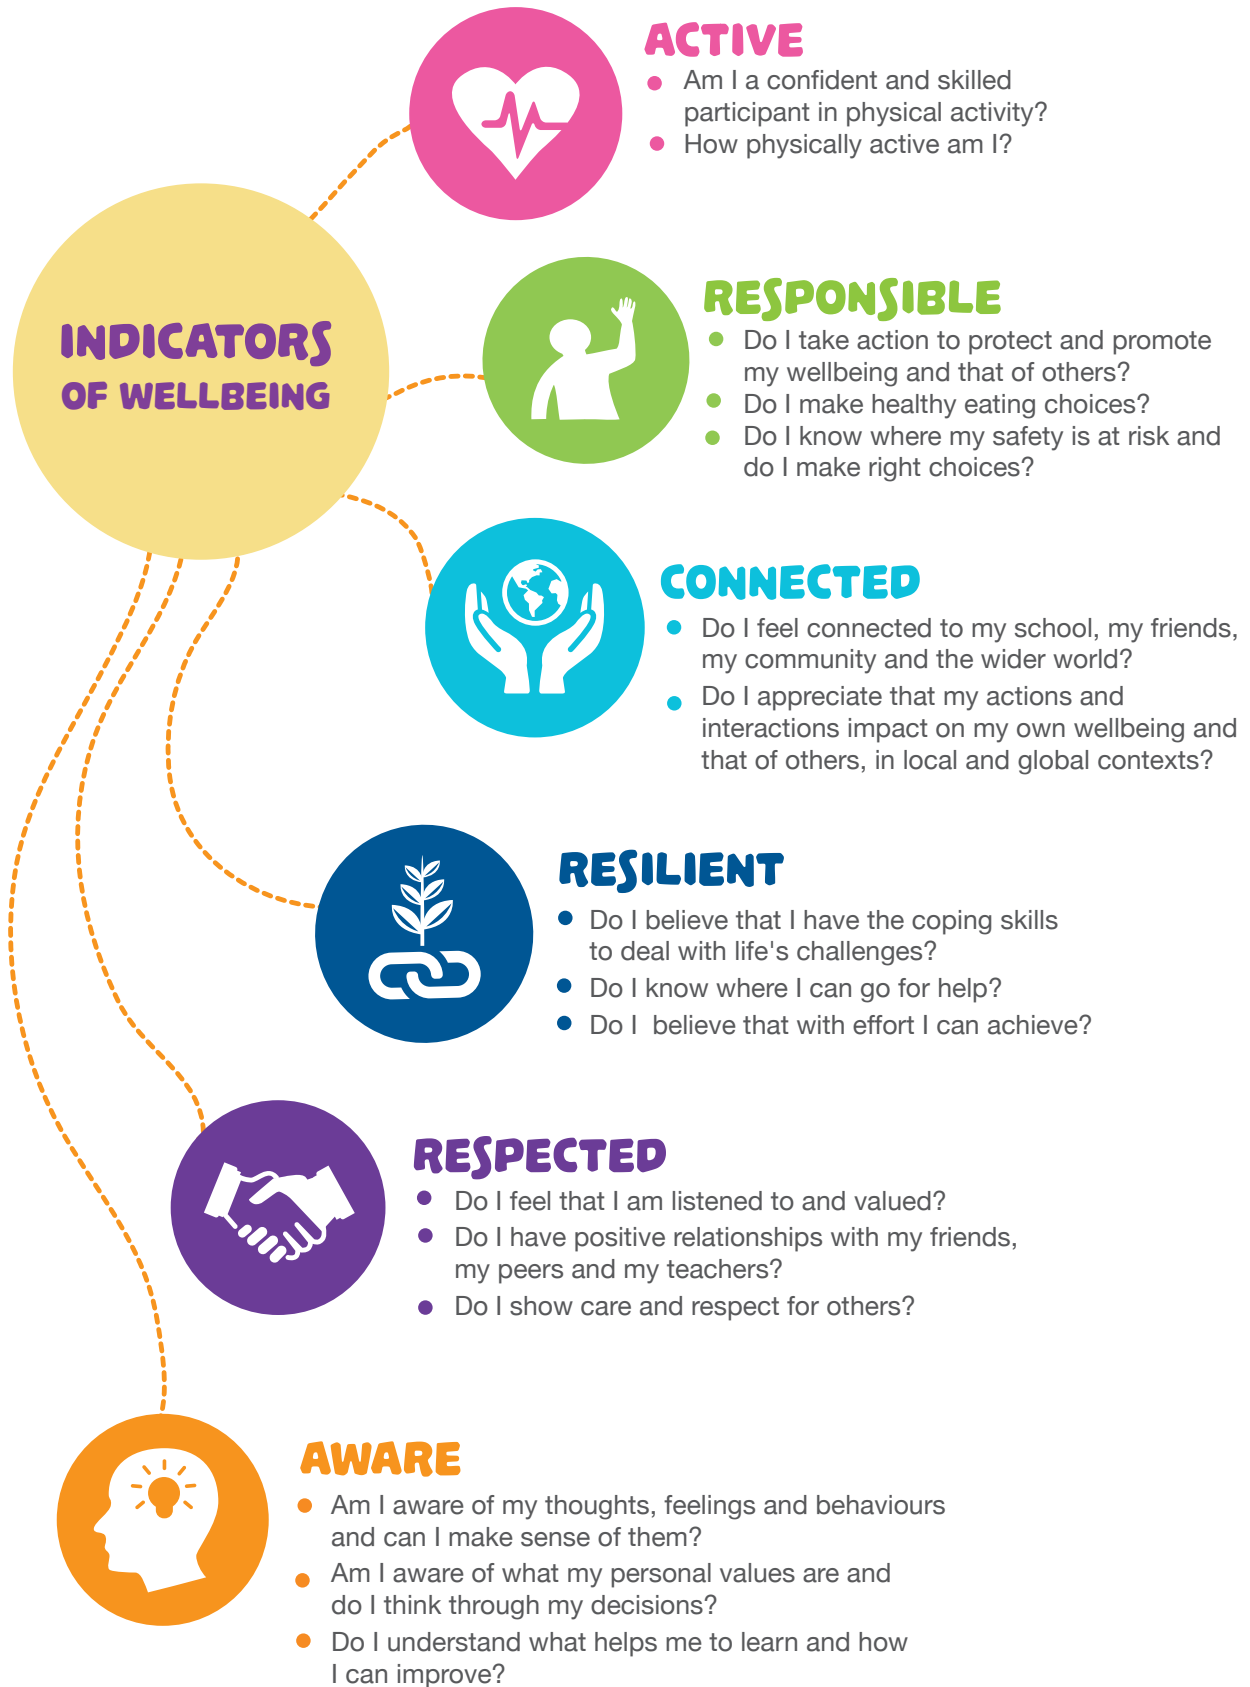 ACTIVE
Am I a confident and skilled
participant in physical activity?
How physically active am I?
INDICATORS
OF WELLBEING
RESPONSIBLE
Do I take action to protect and promote
my wellbeing and that of others?
Do I make healthy eating choices?
Do I know where my safety is at risk and
do I make right choices?
CONNECTED
Do I feel connected to my school, my friends,
my community and the wider world?
Do I appreciate that my actions and
interactions impact on my own wellbeing and
that of others, in local and global contexts?
RESILIENT
Do I believe that I have the coping skills
to deal with life's challenges?
Do I know where I can go for help?
Do I  believe that with effort I can achieve?
RESPECTED
Do I feel that I am listened to and valued?
Do I have positive relationships with my friends,
my peers and my teachers?
Do I show care and respect for others?
AWARE
Am I aware of my thoughts, feelings and behaviours
and can I make sense of them?
Am I aware of what my personal values are and
do I think through my decisions?
Do I understand what helps me to learn and how
I can improve?